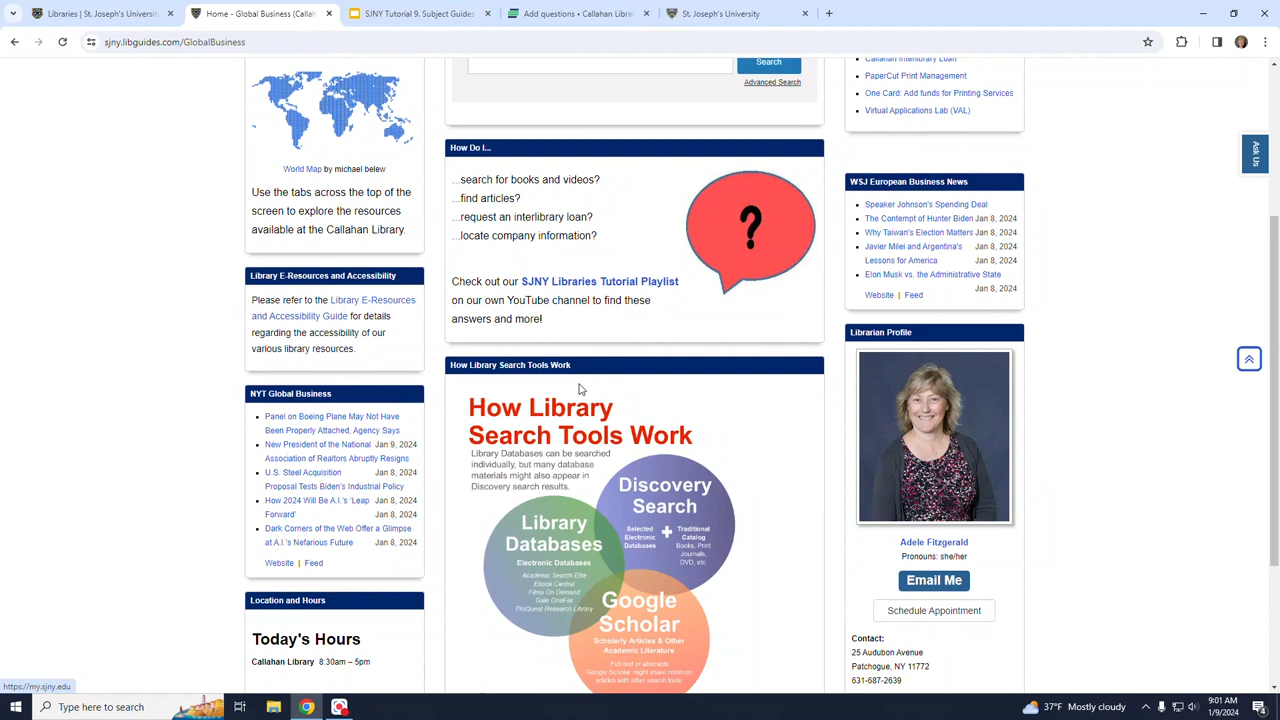 Libraries | St. Joseph's University
Home - Global Business (Callah
SJNY Tutorial 9. Subject Guides
Add questions - Callahan Librar
St. Joseph's University
sjny.libguides.com/GlobalBusiness
World Map by michael belew
Use the tabs across the top of the
screen to explore the resources
available at the Callahan Library.
Library E-Resources and Accessibility
Please refer to the Library E-Resources
and Accessibility Guide for details
regarding the accessibility of our
various library resources.
NYT Global Business
Panel on Boeing Plane May Not Have
Been Properly Attached, Agency Says
New President of the National Jan 9, 2024
Association of Realtors Abruptly Resigns
U.S. Steel Acquisition Jan 8, 2024
Proposal Tests Biden's Industrial Policy
How 2024 Will Be A.I.'s 'Leap Jan 8, 2024
Forward' Jan 8, 2024
Dark Corners of the Web Offer a Glimpse
at A.I.'s Nefarious Future Jan 8, 2024
Website | Feed
Location and Hours
Today's Hours
Callahan Library 8:30am – 5pm
Search
Advanced Search
How Do I...
...search for books and videos?
...find articles?
...request an interlibrary loan?
...locate company information?
?
Check out our SJNY Libraries Tutorial Playlist
on our own YouTube channel to find these
answers and more!
How Library Search Tools Work
How Library
Search Tools Work
Library Databases can be searched
individually, but many database
materials might also appear in
Discovery search results.
Discovery
Search
Selected
Electronic
Databases
+
Traditional
Catalog
Books, Print
Journals,
DVD, etc.
Library
Databases
Electronic Databases
Academic Search Elite
Ebook Central
Films On Demand
Gale OneFile
ProQuest Research Library
Google
Scholar
Scholarly Articles & Other
Academic Literature
Full-text or abstracts
Google Scholar might share common
articles with other search tools.
Callahan Interlibrary Loan
PaperCut Print Management
One Card: Add funds for Printing Services
Virtual Applications Lab (VAL)
WSJ European Business News
Speaker Johnson's Spending Deal
The Contempt of Hunter Biden Jan 8, 2024
Why Taiwan's Election Matters Jan 8, 2024
Javier Milei and Argentina's Jan 8, 2024
Lessons for America Jan 8, 2024
Elon Musk vs. the Administrative State
Jan 8, 2024
Website | Feed
Librarian Profile
Adele Fitzgerald
Pronouns: she/her
Email Me
Schedule Appointment
Contact:
25 Audubon Avenue
Patchogue, NY 11772
631-687-2639
Ask Us
https://my.sjny.edu
Type here to search
37°F Mostly cloudy
9:01 AM
1/9/2024
4